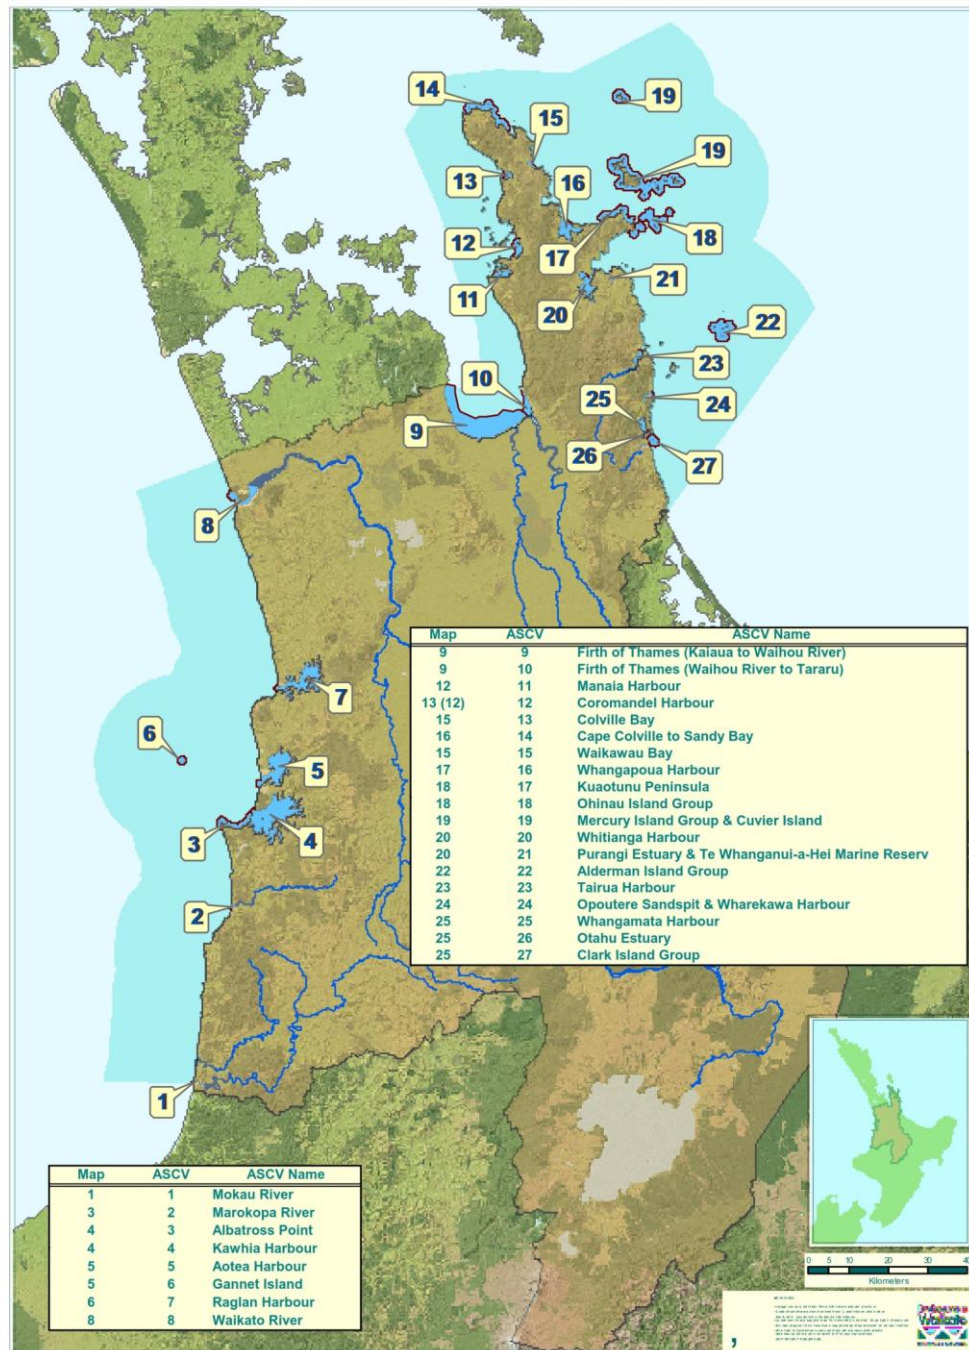 14
19
15
19
13
16
18
12
17
21
11
20
22
10
23
25
24
9
26
27
8
Map ASCV ASCV Name
9 9 Firth of Thames (Kaiaua to Waihou River)
9 10 Firth of Thames (Waihou River to Tararu)
12 11 Manaia Harbour
13 (12) 12 Coromandel Harbour
15 13 Colville Bay
16 14 Cape Colville to Sandy Bay
15 15 Waikawau Bay
17 16 Whangapoua Harbour
18 17 Kuaotunu Peninsula
18 18 Ohinau Island Group
19 19 Mercury Island Group & Cuvier Island
20 20 Whitianga Harbour
20 21 Purangi Estuary & Te Whanganui-a-Hei Marine Reserv
22 22 Alderman Island Group
23 23 Tairua Harbour
24 24 Opoutere Sandspit & Wharekawa Harbour
25 25 Whangamata Harbour
25 26 Otahu Estuary
25 27 Clark Island Group
7
6
5
3
4
2
1
Map ASCV ASCV Name
1 1 Mokau River
3 2 Marokopa River
4 3 Albatross Point
4 4 Kawhia Harbour
5 5 Aotea Harbour
5 6 Gannet Island
6 7 Raglan Harbour
8 8 Waikato River
0 5 10 20 30 40
Kilometers
,
Waikato